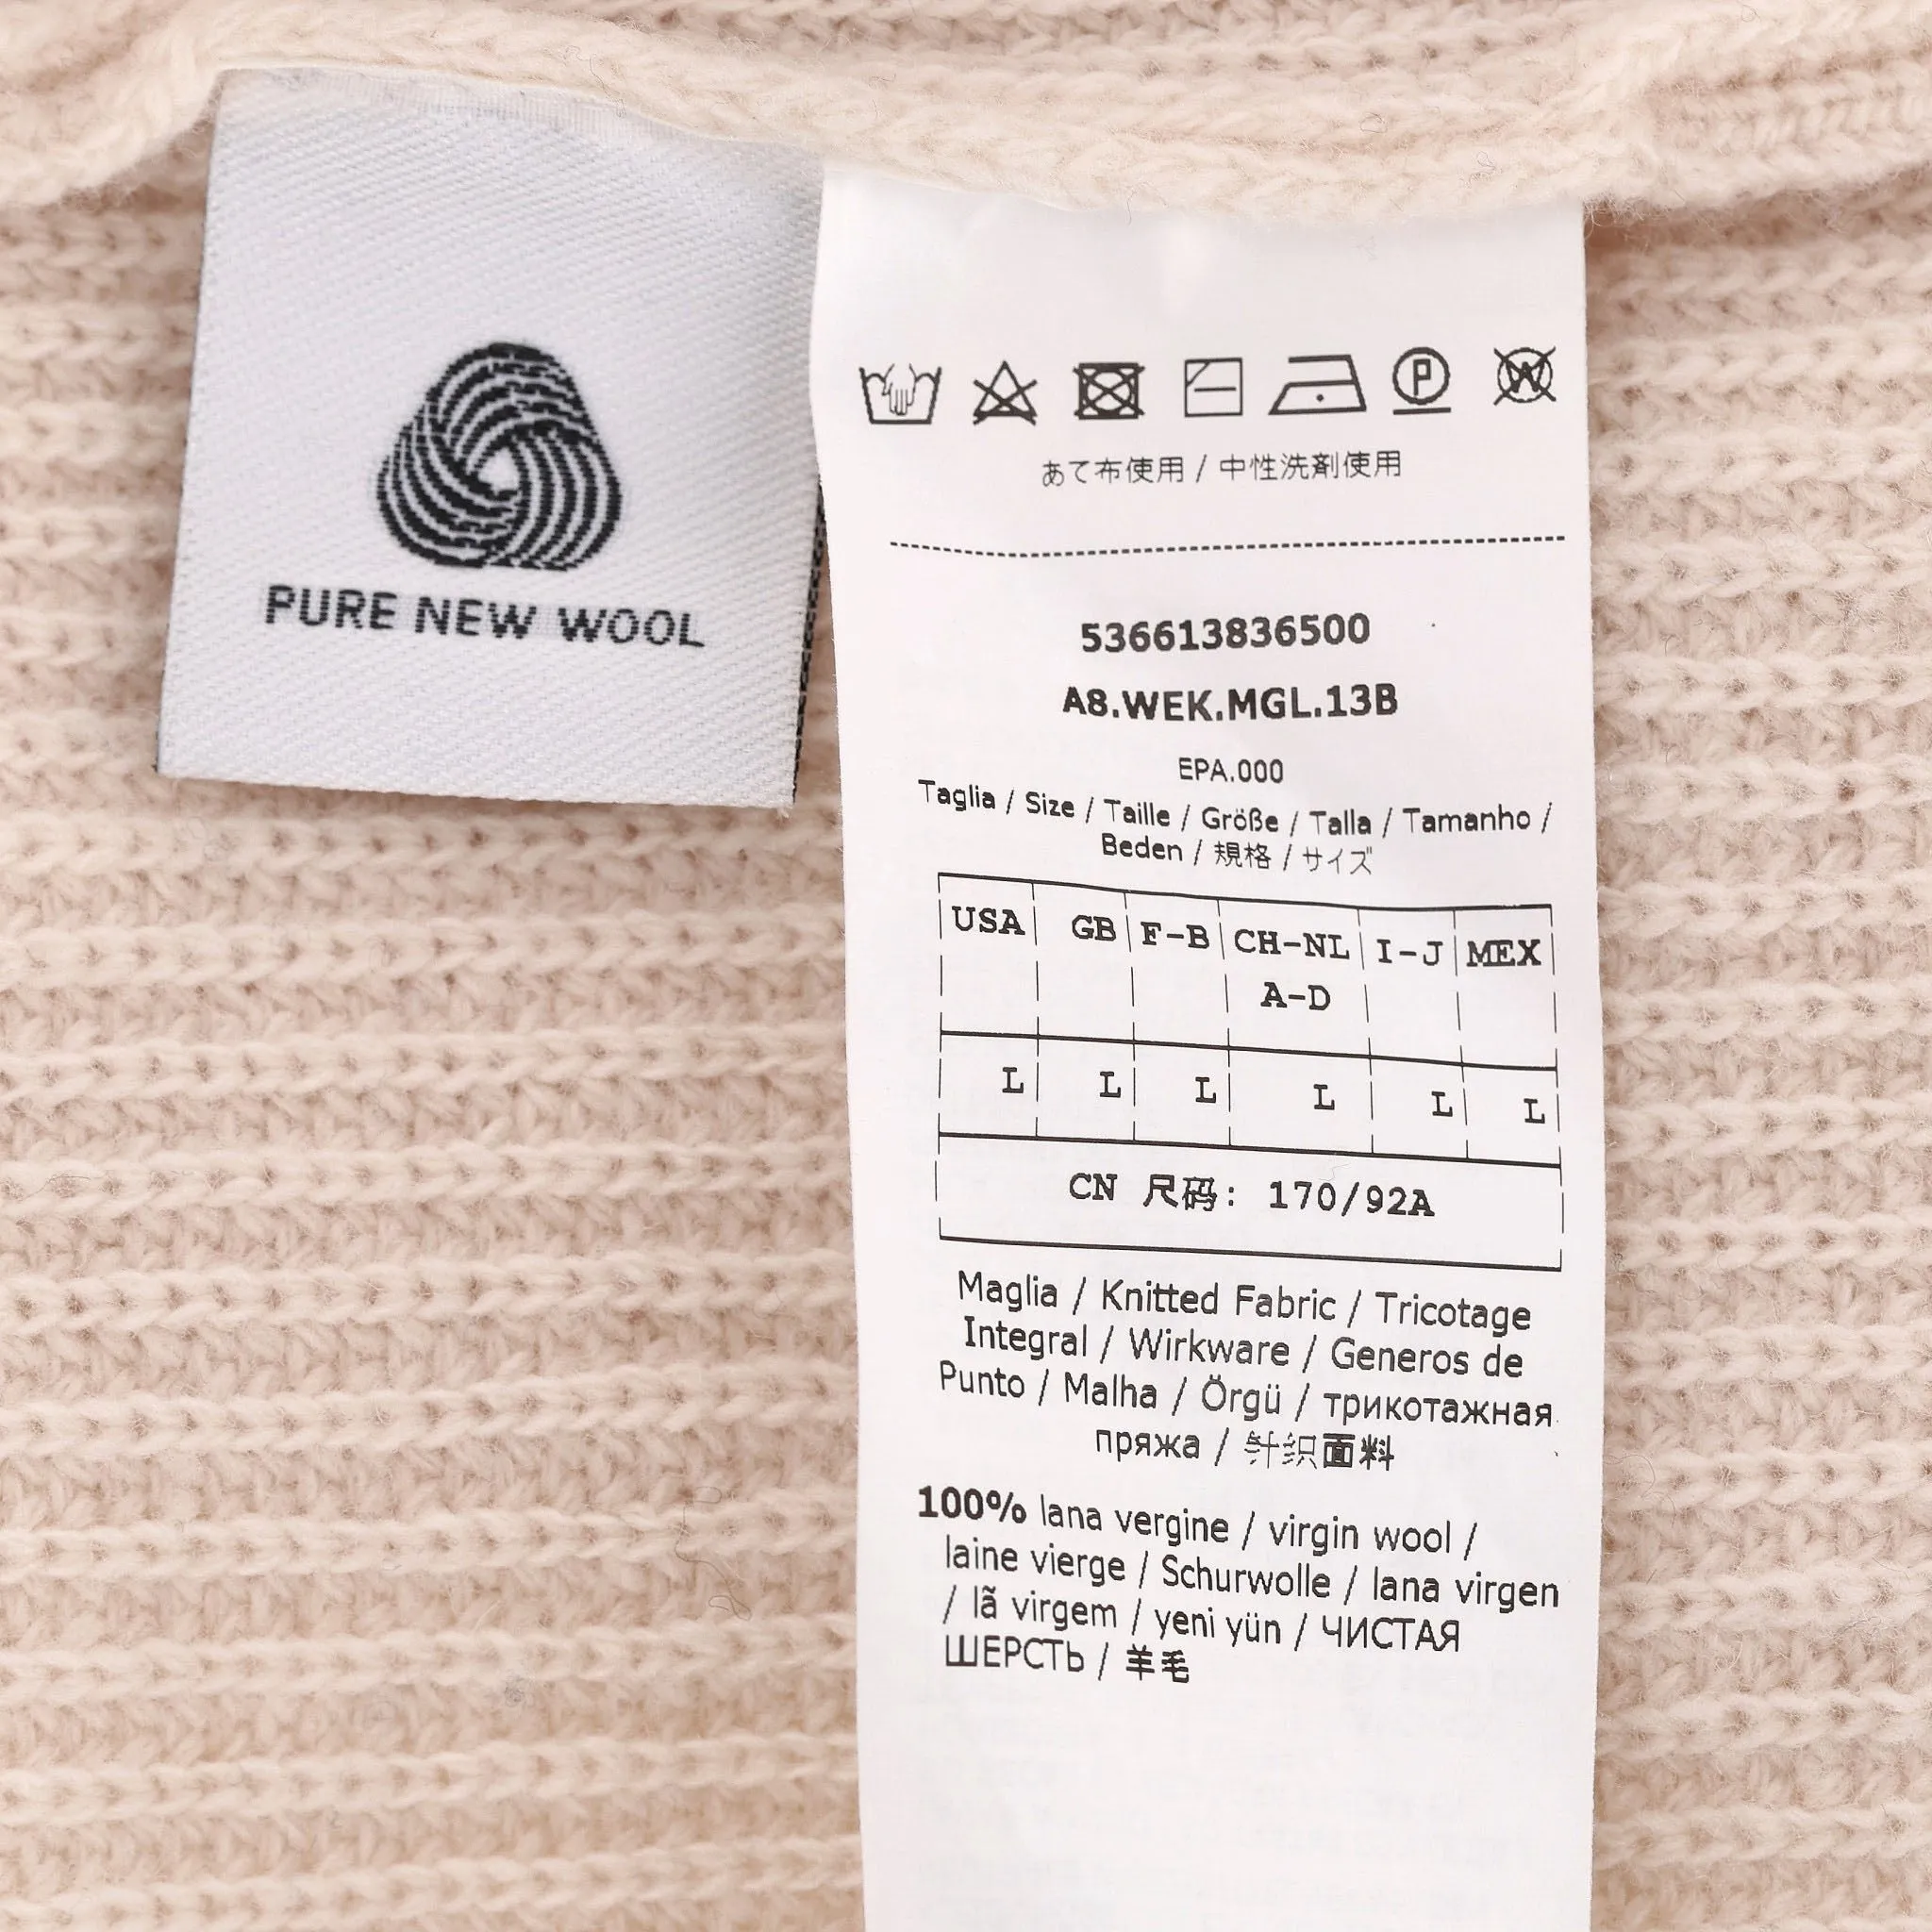 PURE NEW WOOL
P W
あて布使用 / 中性洗剤使用
536613836500
A8.WEK.MGL.13B
EPA.000
Taglia / Size / Taille / Größe / Talla / Tamanho /
Beden / 規格 / サイズ
USA GB F-B CH-NL I-J MEX
A-D
L L L L L L
CN 尺码: 170/92A
Maglia / Knitted Fabric / Tricotage
Integral / Wirkware / Generos de
Punto / Malha / Örgü / трикотажная
пряжа / 针织面料
100% lana vergine / virgin wool /
laine vierge / Schurwolle / lana virgen
/ lã virgem / yeni yün / ЧИСТАЯ
ШЕРСТЬ / 羊毛